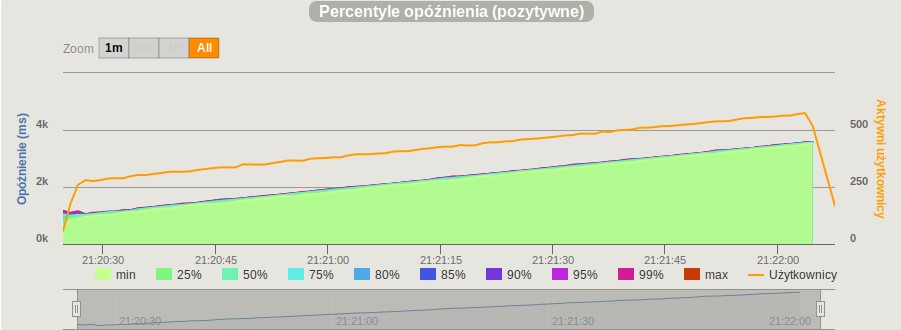 Percentyle opóźnienia (pozytywne)
Zoom 1m All
Opóźnienie (ms)
4k
2k
0k
500
250
0
Aktywni użytkownicy
21:20:30 21:20:45 21:21:00 21:21:15 21:21:30 21:21:45 21:22:00
min 25% 50% 75% 80% 85% 90% 95% 99% max Użytkownicy
21:20:30 21:21:00 21:21:30 21:22:00